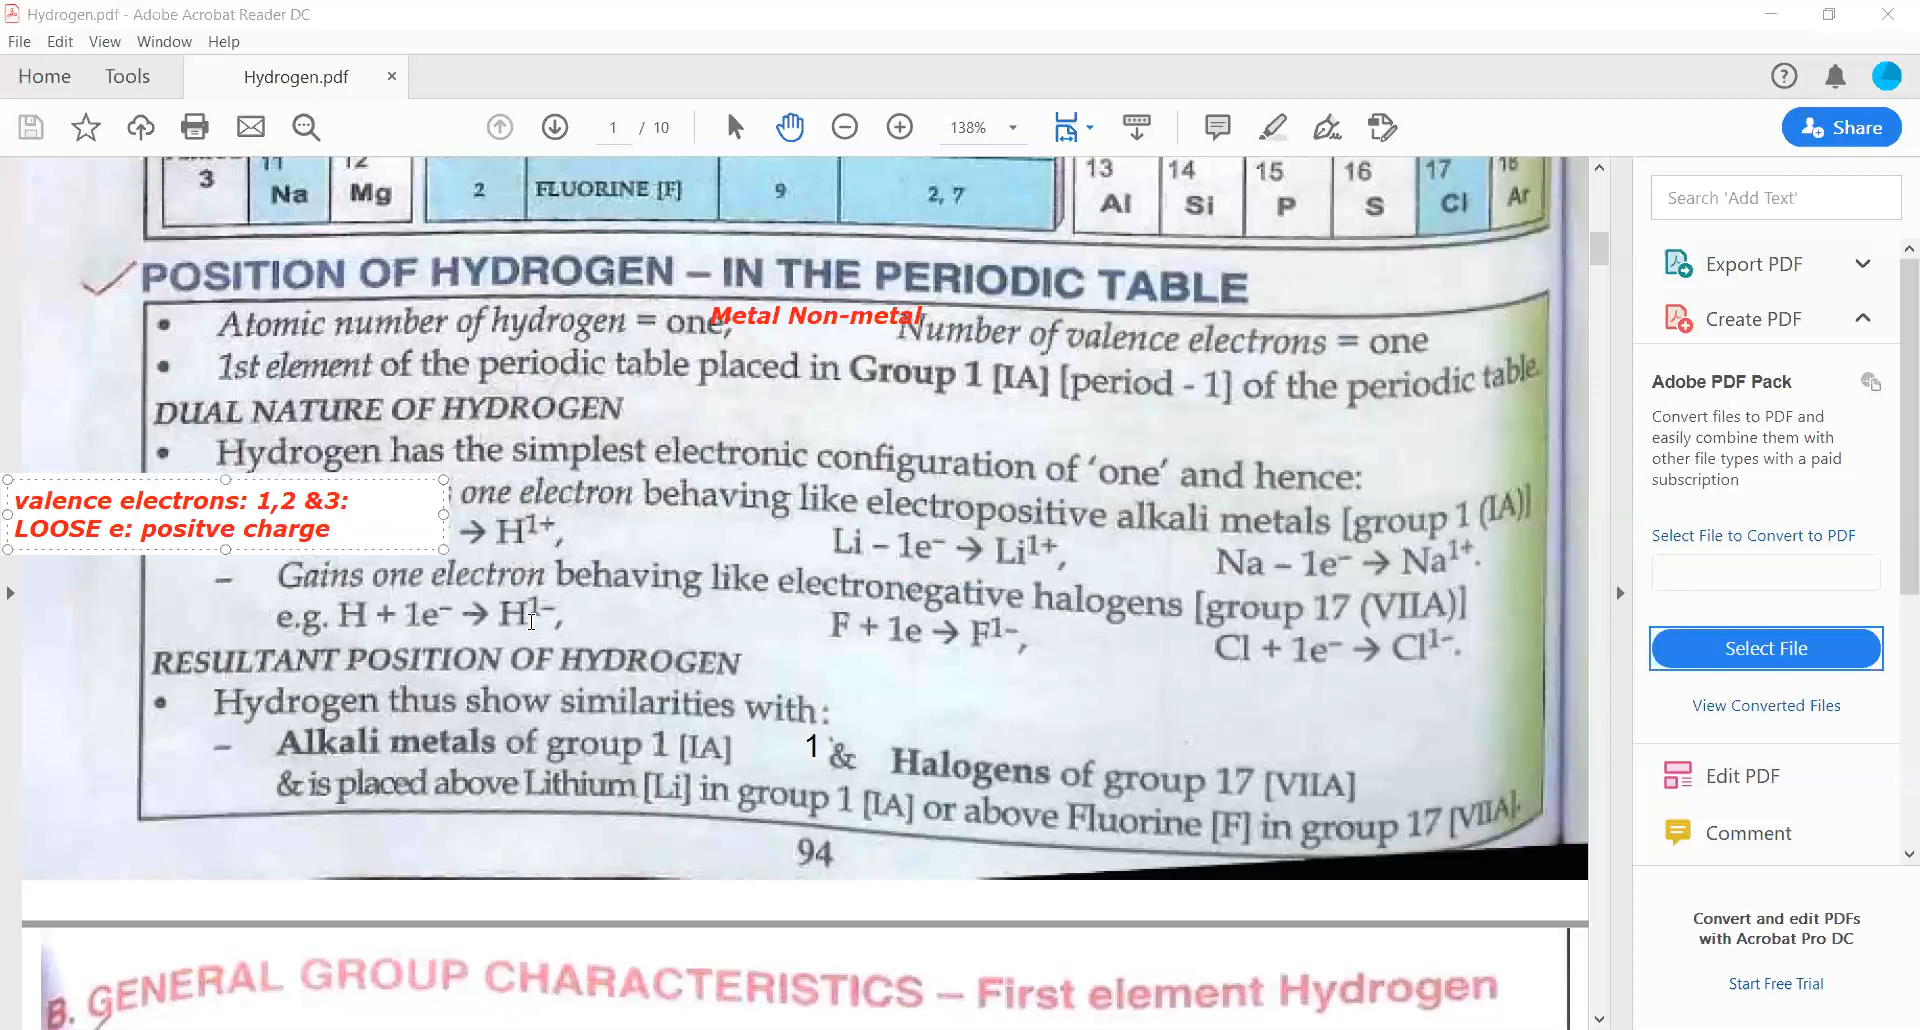 Hydrogen.pdf - Adobe Acrobat Reader DC
File Edit View Window Help
Home Tools Hydrogen.pdf ×
1 / 10 138% Share
3 11 Na 12 Mg 2 FLUORINE [F] 9 2, 7 13 Al 14 Si 15 P 16 S 17 Cl 18 Ar
POSITION OF HYDROGEN – IN THE PERIODIC TABLE
• Atomic number of hydrogen = one, Number of valence electrons = one
Metal Non-metal
• 1st element of the periodic table placed in Group 1 [IA] [period - 1] of the periodic table.
DUAL NATURE OF HYDROGEN
• Hydrogen has the simplest electronic configuration of ‘one’ and hence:
valence electrons: 1,2 &3:
LOOSE e: positve charge
one electron behaving like electropositive alkali metals [group 1 (IA)]
→ H¹⁺, Li – 1e⁻ → Li¹⁺, Na – 1e⁻ → Na¹⁺.
– Gains one electron behaving like electronegative halogens [group 17 (VIIA)]
e.g. H + 1e⁻ → H¹⁻, F + 1e → F¹⁻, Cl + 1e⁻ → Cl¹⁻.
RESULTANT POSITION OF HYDROGEN
• Hydrogen thus show similarities with:
– Alkali metals of group 1 [IA] 1 & Halogens of group 17 [VIIA]
& is placed above Lithium [Li] in group 1 [IA] or above Fluorine [F] in group 17 [VIIA].
94
B. GENERAL GROUP CHARACTERISTICS – First element Hydrogen
Search 'Add Text'
Export PDF
Create PDF
Adobe PDF Pack
Convert files to PDF and
easily combine them with
other file types with a paid
subscription
Select File to Convert to PDF
Select File
View Converted Files
Edit PDF
Comment
Convert and edit PDFs
with Acrobat Pro DC
Start Free Trial